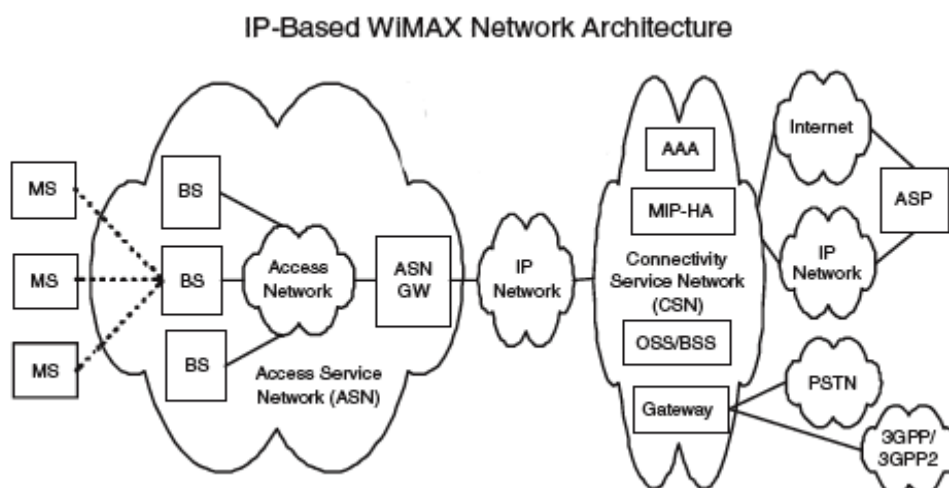 IP-Based WiMAX Network Architecture
MS
MS
MS
BS
BS
BS
Access
Network
ASN
GW
Access Service
Network (ASN)
IP
Network
AAA
MIP-HA
Connectivity
Service Network
(CSN)
OSS/BSS
Gateway
Internet
IP
Network
ASP
PSTN
3GPP/
3GPP2